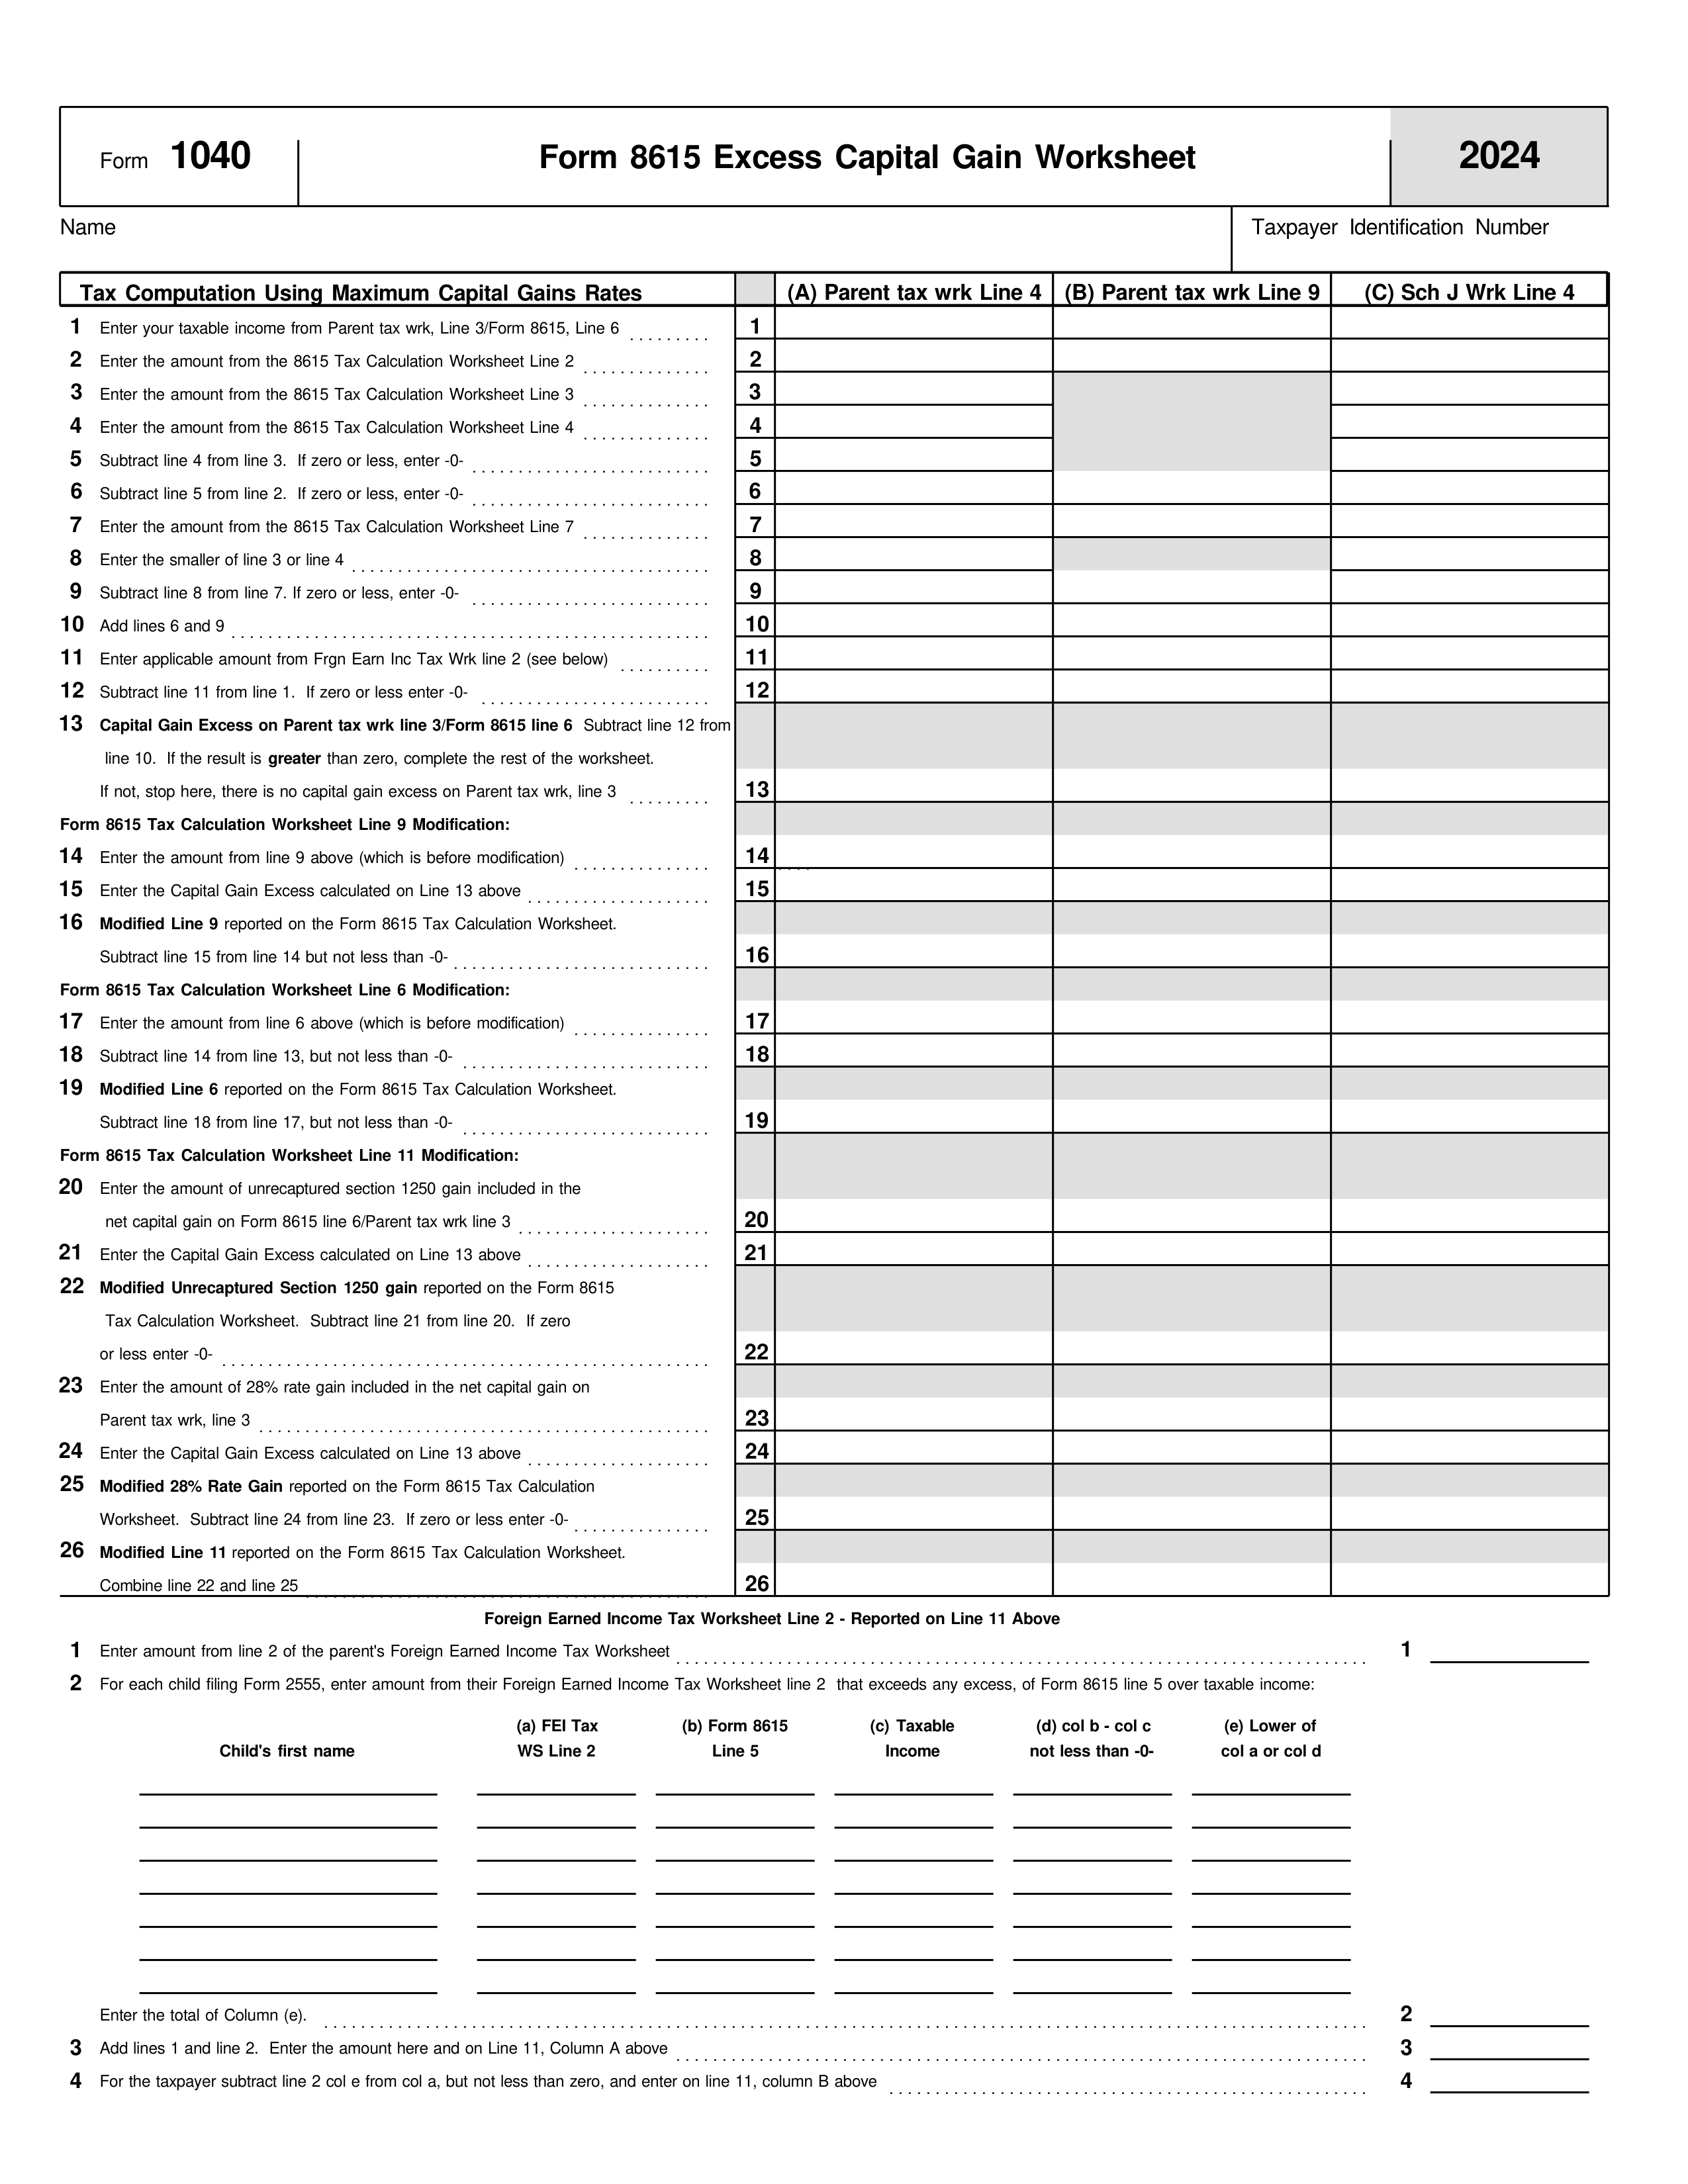 Form 1040 Form 8615 Excess Capital Gain Worksheet 2024
Name Taxpayer Identification Number
Tax Computation Using Maximum Capital Gains Rates (A) Parent tax wrk Line 4 (B) Parent tax wrk Line 9 (C) Sch J Wrk Line 4
1 Enter your taxable income from Parent tax wrk, Line 3/Form 8615, Line 6 1
2 Enter the amount from the 8615 Tax Calculation Worksheet Line 2 2
3 Enter the amount from the 8615 Tax Calculation Worksheet Line 3 3
4 Enter the amount from the 8615 Tax Calculation Worksheet Line 4 4
5 Subtract line 4 from line 3. If zero or less, enter -0- 5
6 Subtract line 5 from line 2. If zero or less, enter -0- 6
7 Enter the amount from the 8615 Tax Calculation Worksheet Line 7 7
8 Enter the smaller of line 3 or line 4 8
9 Subtract line 8 from line 7. If zero or less, enter -0- 9
10 Add lines 6 and 9 10
11 Enter applicable amount from Frgn Earn Inc Tax Wrk line 2 (see below) 11
12 Subtract line 11 from line 1. If zero or less enter -0- 12
13 Capital Gain Excess on Parent tax wrk line 3/Form 8615 line 6 Subtract line 12 from
line 10. If the result is greater than zero, complete the rest of the worksheet.
If not, stop here, there is no capital gain excess on Parent tax wrk, line 3 13
Form 8615 Tax Calculation Worksheet Line 9 Modification:
14 Enter the amount from line 9 above (which is before modification) 14
15 Enter the Capital Gain Excess calculated on Line 13 above 15
16 Modified Line 9 reported on the Form 8615 Tax Calculation Worksheet.
Subtract line 15 from line 14 but not less than -0- 16
Form 8615 Tax Calculation Worksheet Line 6 Modification:
17 Enter the amount from line 6 above (which is before modification) 17
18 Subtract line 14 from line 13, but not less than -0- 18
19 Modified Line 6 reported on the Form 8615 Tax Calculation Worksheet.
Subtract line 18 from line 17, but not less than -0- 19
Form 8615 Tax Calculation Worksheet Line 11 Modification:
20 Enter the amount of unrecaptured section 1250 gain included in the
net capital gain on Form 8615 line 6/Parent tax wrk line 3 20
21 Enter the Capital Gain Excess calculated on Line 13 above 21
22 Modified Unrecaptured Section 1250 gain reported on the Form 8615
Tax Calculation Worksheet. Subtract line 21 from line 20. If zero
or less enter -0- 22
23 Enter the amount of 28% rate gain included in the net capital gain on
Parent tax wrk, line 3 23
24 Enter the Capital Gain Excess calculated on Line 13 above 24
25 Modified 28% Rate Gain reported on the Form 8615 Tax Calculation
Worksheet. Subtract line 24 from line 23. If zero or less enter -0- 25
26 Modified Line 11 reported on the Form 8615 Tax Calculation Worksheet.
Combine line 22 and line 25 26
Foreign Earned Income Tax Worksheet Line 2 - Reported on Line 11 Above
1 Enter amount from line 2 of the parent's Foreign Earned Income Tax Worksheet 1
2 For each child filing Form 2555, enter amount from their Foreign Earned Income Tax Worksheet line 2 that exceeds any excess, of Form 8615 line 5 over taxable income:
(a) FEI Tax (b) Form 8615 (c) Taxable (d) col b - col c (e) Lower of
Child's first name WS Line 2 Line 5 Income not less than -0- col a or col d
Enter the total of Column (e). 2
3 Add lines 1 and line 2. Enter the amount here and on Line 11, Column A above 3
4 For the taxpayer subtract line 2 col e from col a, but not less than zero, and enter on line 11, column B above 4